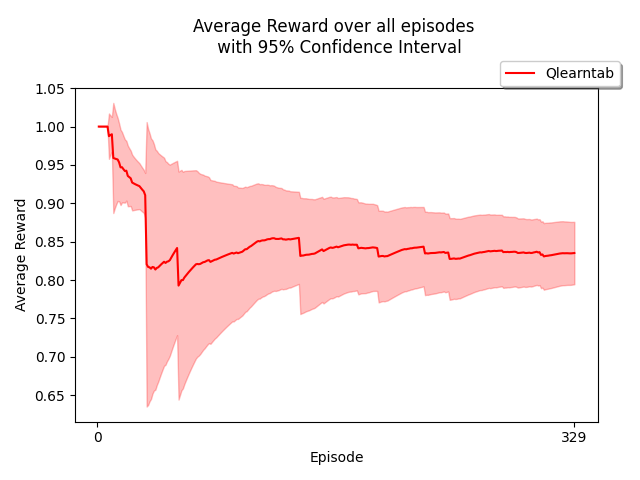 Average Reward over all episodes
with 95% Confidence Interval
Qlearntab
1.05
1.00
0.95
0.90
0.85
0.80
0.75
0.70
0.65
Average Reward
0
329
Episode